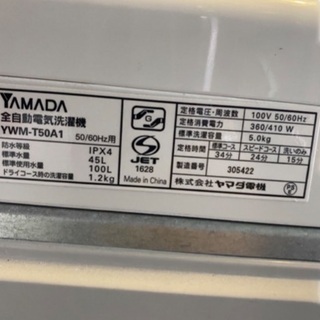 YAMADA
全自動電気洗濯機
YWM-T50A1
50/60Hz用
防水等級 IPX4
標準水量 45L
標準使用水量 100L
ドライコース時の洗濯容量 1.2kg
G
JET
1628
Made in China
定格電圧・周波数 100V 50/60Hz
定格消費電力 360/410 W
標準洗濯容量 5.0kg
標準コース スピードコース 洗いのみ
34分 24分 15分
製造番号 305422
株式会社ヤマダ電機